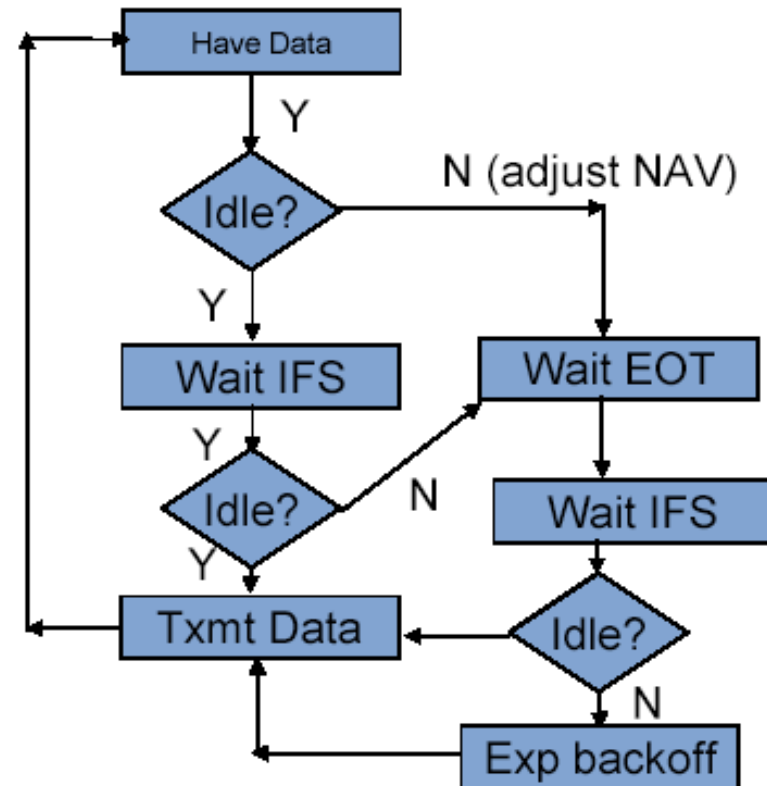 Have Data
Y
N (adjust NAV)
Idle?
Y
Wait IFS
Wait EOT
Y
N
Idle?
Wait IFS
Y
Txmt Data
Idle?
N
Exp backoff